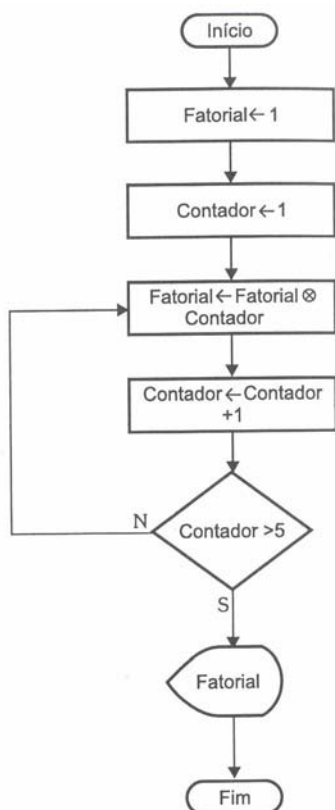 Início
Fatorial←1
Contador←1
Fatorial←Fatorial ⊗
Contador
Contador←Contador
+1
N
Contador >5
S
Fatorial
Fim